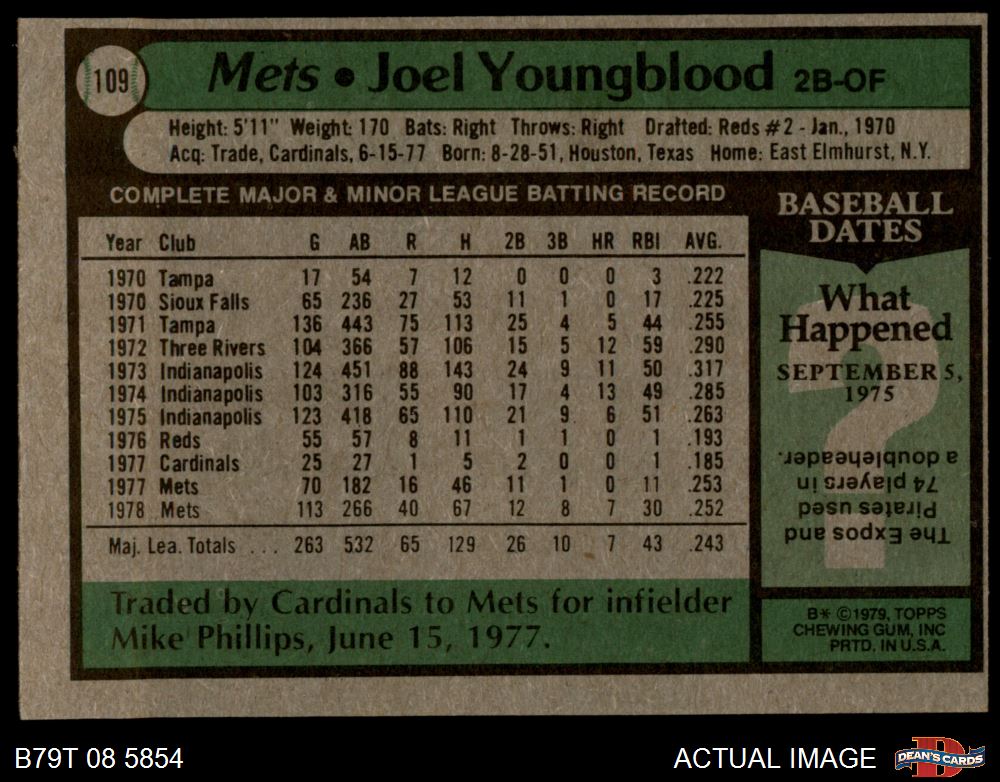 109
Mets • Joel Youngblood 2B-OF
Height: 5'11" Weight: 170 Bats: Right Throws: Right Drafted: Reds #2 - Jan., 1970
Acq: Trade, Cardinals, 6-15-77 Born: 8-28-51, Houston, Texas Home: East Elmhurst, N.Y.
COMPLETE MAJOR & MINOR LEAGUE BATTING RECORD
Year Club G AB R H 2B 3B HR RBI AVG.
1970 Tampa 17 54 7 12 0 0 0 3 .222
1970 Sioux Falls 65 236 27 53 11 1 0 17 .225
1971 Tampa 136 443 75 113 25 4 5 44 .255
1972 Three Rivers 104 366 57 106 15 5 12 59 .290
1973 Indianapolis 124 451 88 143 24 9 11 50 .317
1974 Indianapolis 103 316 55 90 17 4 13 49 .285
1975 Indianapolis 123 418 65 110 21 9 6 51 .263
1976 Reds 55 57 8 11 1 1 0 1 .193
1977 Cardinals 25 27 1 5 2 0 0 1 .185
1977 Mets 70 182 16 46 11 1 0 11 .253
1978 Mets 113 266 40 67 12 8 7 30 .252
Maj. Lea. Totals ... 263 532 65 129 26 10 7 43 .243
Traded by Cardinals to Mets for infielder
Mike Phillips, June 15, 1977.
BASEBALL
DATES
What
Happened
SEPTEMBER 5,
1975
?
The Expos and
Pirates used
74 players in
a doubleheader.
B* ©1979, TOPPS
CHEWING GUM, INC
PRTD. IN U.S.A.
B79T 08 5854
ACTUAL IMAGE
D
DEAN'S CARDS